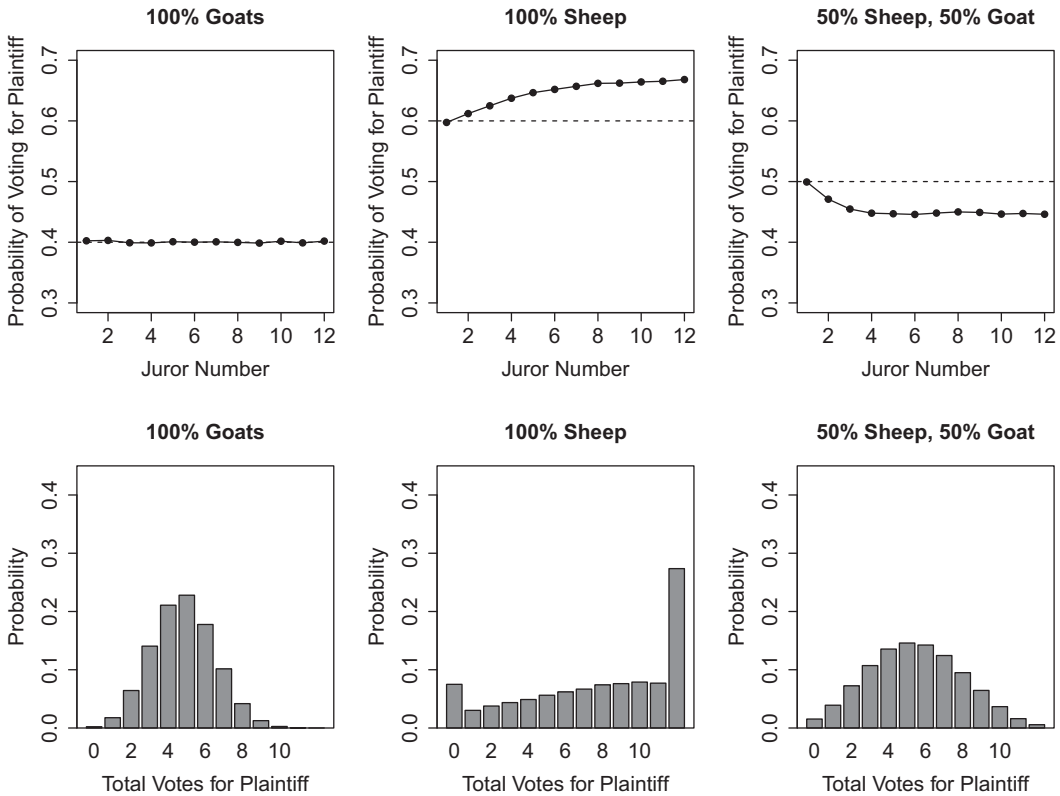 100% Goats
100% Sheep
50% Sheep, 50% Goat
Probability of Voting for Plaintiff
0.7
0.6
0.5
0.4
0.3
2 4 6 8 10 12
Juror Number
Probability of Voting for Plaintiff
0.7
0.6
0.5
0.4
0.3
2 4 6 8 10 12
Juror Number
Probability of Voting for Plaintiff
0.7
0.6
0.5
0.4
0.3
2 4 6 8 10 12
Juror Number
100% Goats
100% Sheep
50% Sheep, 50% Goat
Probability
0.4
0.3
0.2
0.1
0.0
0 2 4 6 8 10
Total Votes for Plaintiff
Probability
0.4
0.3
0.2
0.1
0.0
0 2 4 6 8 10
Total Votes for Plaintiff
Probability
0.4
0.3
0.2
0.1
0.0
0 2 4 6 8 10
Total Votes for Plaintiff